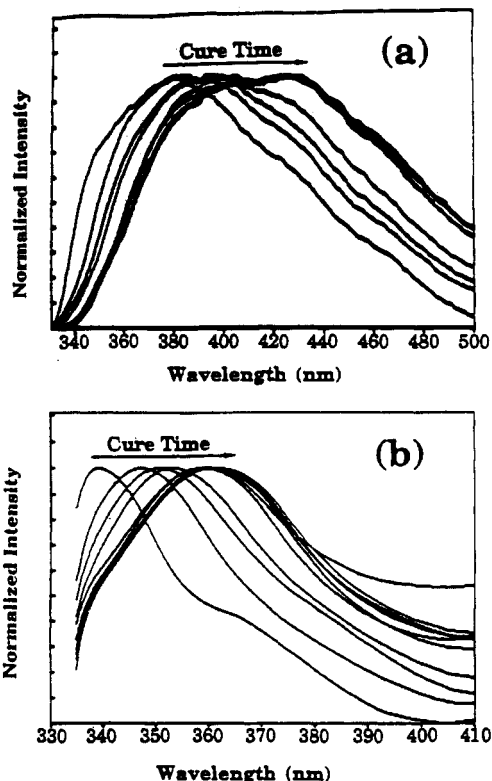 Cure Time
(a)
Normalized Intensity
340 360 380 400 420 440 460 480 500
Wavelength (nm)
Cure Time
(b)
Normalized Intensity
330 340 350 360 370 380 390 400 410
Wavelength (nm)